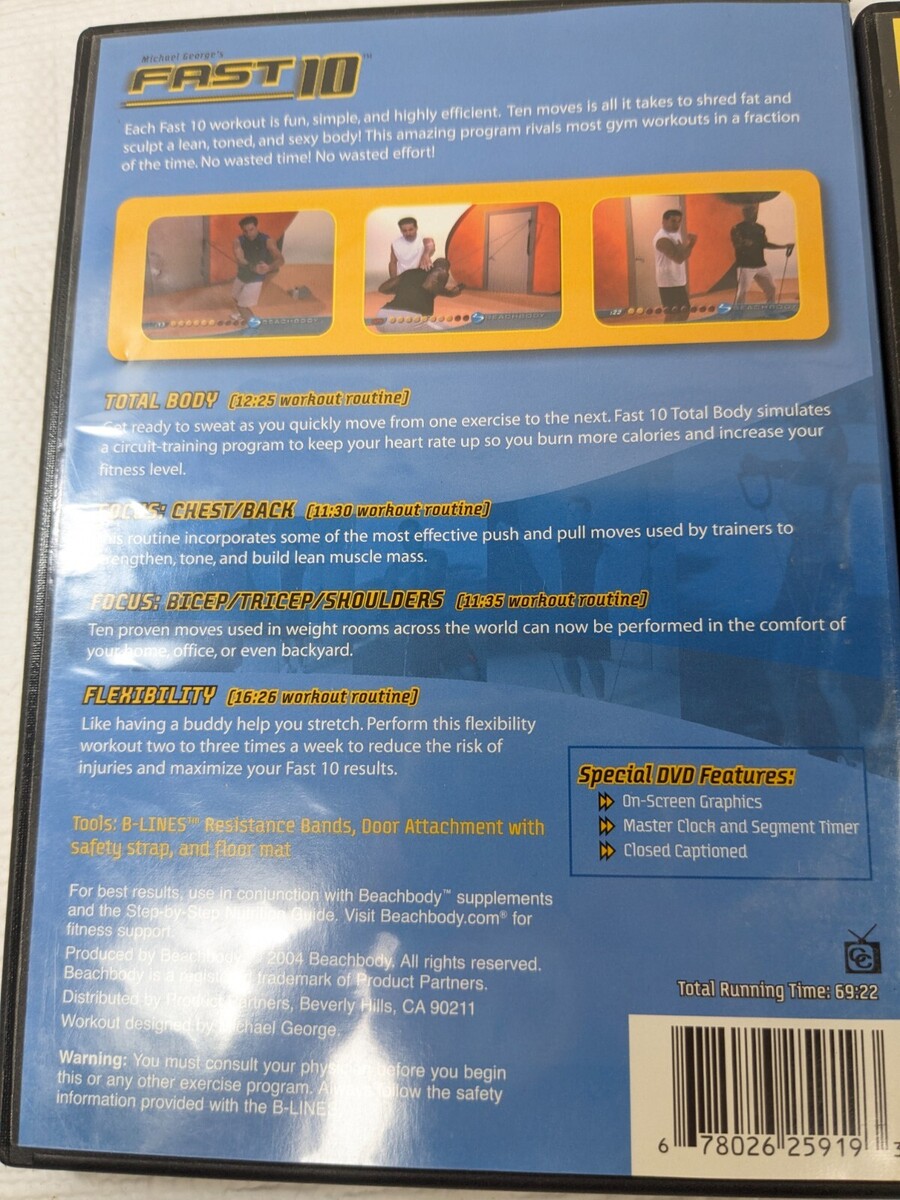 Michael George's
FAST 10™
Each Fast 10 workout is fun, simple, and highly efficient. Ten moves is all it takes to shred fat and
sculpt a lean, toned, and sexy body! This amazing program rivals most gym workouts in a fraction
of the time. No wasted time! No wasted effort!
BEACHBODY
BEACHBODY
:22 BEACHBODY
TOTAL BODY (12:25 workout routine)
Get ready to sweat as you quickly move from one exercise to the next. Fast 10 Total Body simulates
a circuit-training program to keep your heart rate up so you burn more calories and increase your
fitness level.
FOCUS: CHEST/BACK (11:30 workout routine)
This routine incorporates some of the most effective push and pull moves used by trainers to
strengthen, tone, and build lean muscle mass.
FOCUS: BICEP/TRICEP/SHOULDERS (11:35 workout routine)
Ten proven moves used in weight rooms across the world can now be performed in the comfort of
your home, office, or even backyard.
FLEXIBILITY (16:26 workout routine)
Like having a buddy help you stretch. Perform this flexibility
workout two to three times a week to reduce the risk of
injuries and maximize your Fast 10 results.
Special DVD Features:
On-Screen Graphics
Master Clock and Segment Timer
Closed Captioned
Tools: B-LINES™ Resistance Bands, Door Attachment with
safety strap, and floor mat
For best results, use in conjunction with Beachbody™ supplements
and the Step-by-Step Nutrition Guide. Visit Beachbody.com® for
fitness support.
Produced by Beachbody. 2004 Beachbody. All rights reserved.
Beachbody is a registered trademark of Product Partners.
Distributed by Product Partners, Beverly Hills, CA 90211
Workout designed by Michael George.
Warning: You must consult your physician before you begin
this or any other exercise program. Always follow the safety
information provided with the B-LINES
CC
Total Running Time: 69:22
6 78026 25919 3